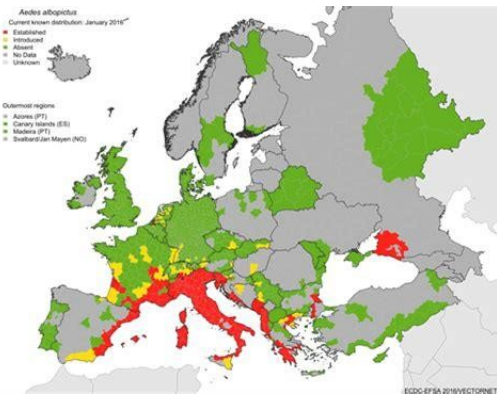 Aedes albopictus
Current known distribution: January 2016
Established
Introduced
Absent
No Data
Unknown
Outermost regions
Azores (PT)
Canary Islands (ES)
Madeira (PT)
Svalbard/Jan Mayen (NO)
ECDC-EFSA 2016/VECTORNET